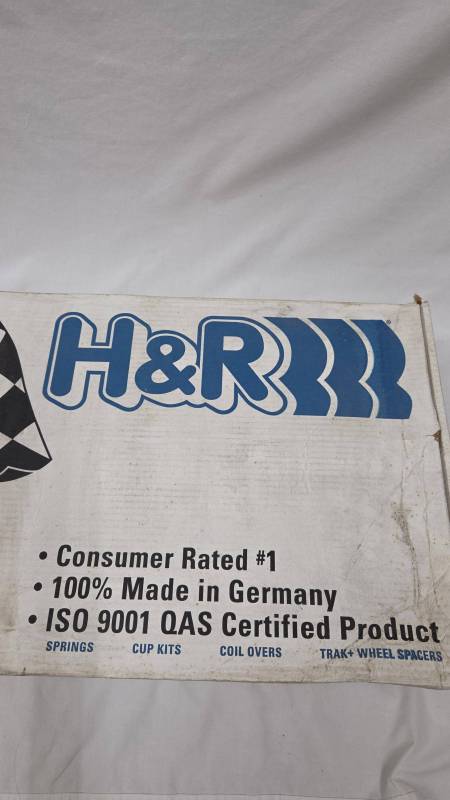 H&R®
• Consumer Rated #1
• 100% Made in Germany
• ISO 9001 QAS Certified Product
SPRINGS CUP KITS COIL OVERS TRAK+ WHEEL SPACERS